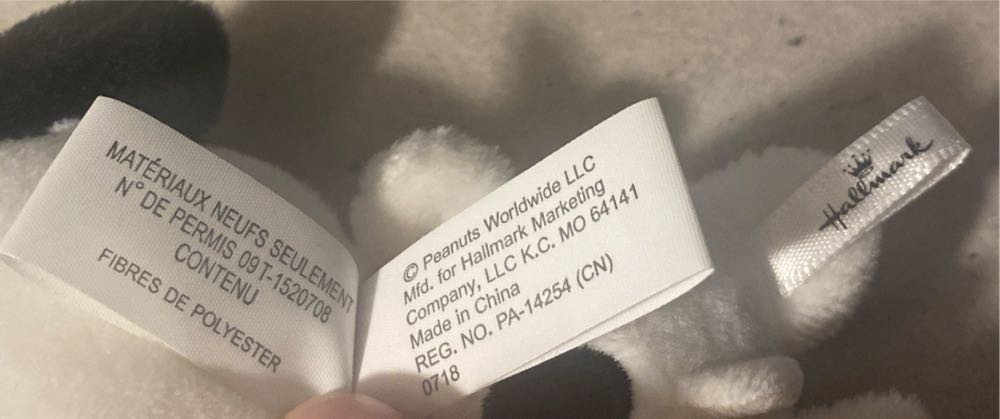 MATÉRIAUX NEUFS SEULEMENT
N° DE PERMIS 09T-1520708
CONTENU
FIBRES DE POLYESTER
© Peanuts Worldwide LLC
Mfd. for Hallmark Marketing
Company, LLC K.C. MO 64141
Made in China
REG. NO. PA-14254 (CN)
0718
Hallmark